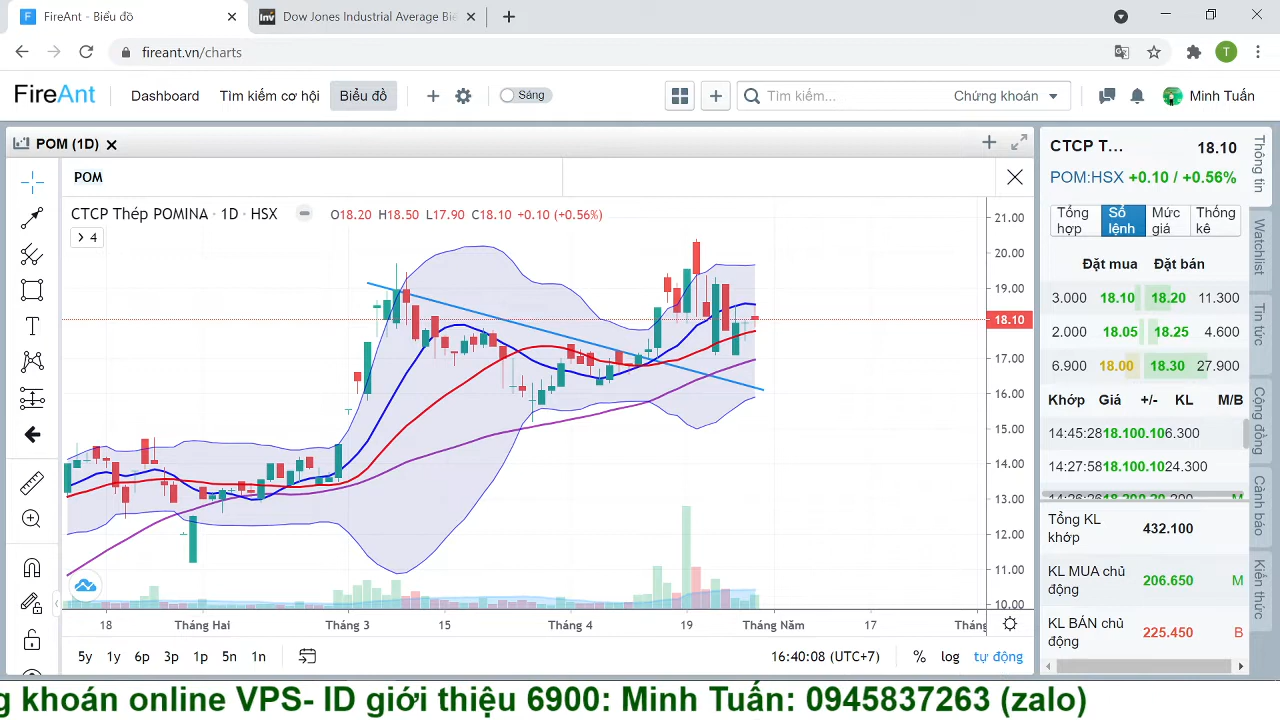 FireAnt - Biểu đồ
Dow Jones Industrial Average Bie
fireant.vn/charts
T
FireAnt
Dashboard
Tìm kiếm cơ hội
Biểu đồ
Sáng
Tìm kiếm...
Chứng khoán
Minh Tuấn
POM (1D)
POM
CTCP Thép POMINA · 1D · HSX
O18.20 H18.50 L17.90 C18.10 +0.10 (+0.56%)
4
21.00
20.00
19.00
18.10
17.00
16.00
15.00
14.00
13.00
12.00
11.00
10.00
18 Tháng Hai Tháng 3 15 Tháng 4 19 Tháng Năm 17
5y 1y 6p 3p 1p 5n 1n
16:40:08 (UTC+7) % log tự động
CTCP T... 18.10
POM:HSX +0.10 / +0.56%
Tổng hợp
Sổ lệnh
Mức giá
Thống kê
Đặt mua Đặt bán
3.000 18.10 18.20 11.300
2.000 18.05 18.25 4.600
6.900 18.00 18.30 27.900
Khớp Giá +/- KL M/B
14:45:28 18.10 0.10 6.300
14:27:58 18.10 0.10 24.300
Tổng KL khớp 432.100
KL MUA chủ động 206.650 M
KL BÁN chủ động 225.450 B
Thông tin
Watchlist
Tin tức
Cộng đồng
Cảnh báo
Kiến thức
g khoán online VPS- ID giới thiệu 6900: Minh Tuấn: 0945837263 (zalo)